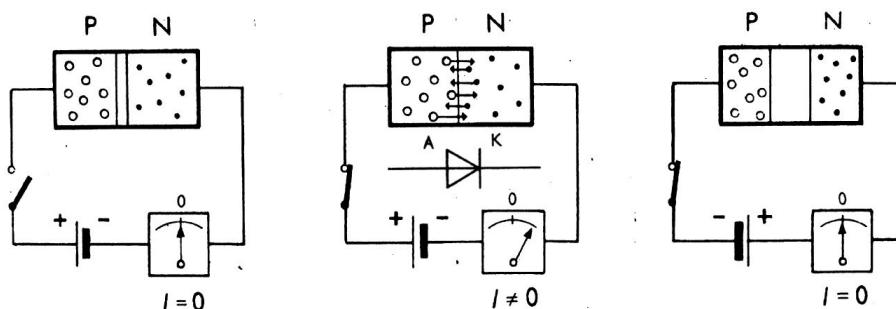 P N
+ -
0
I = 0
P N
A K
+ -
0
I ≠ 0
P N
- +
0
I = 0